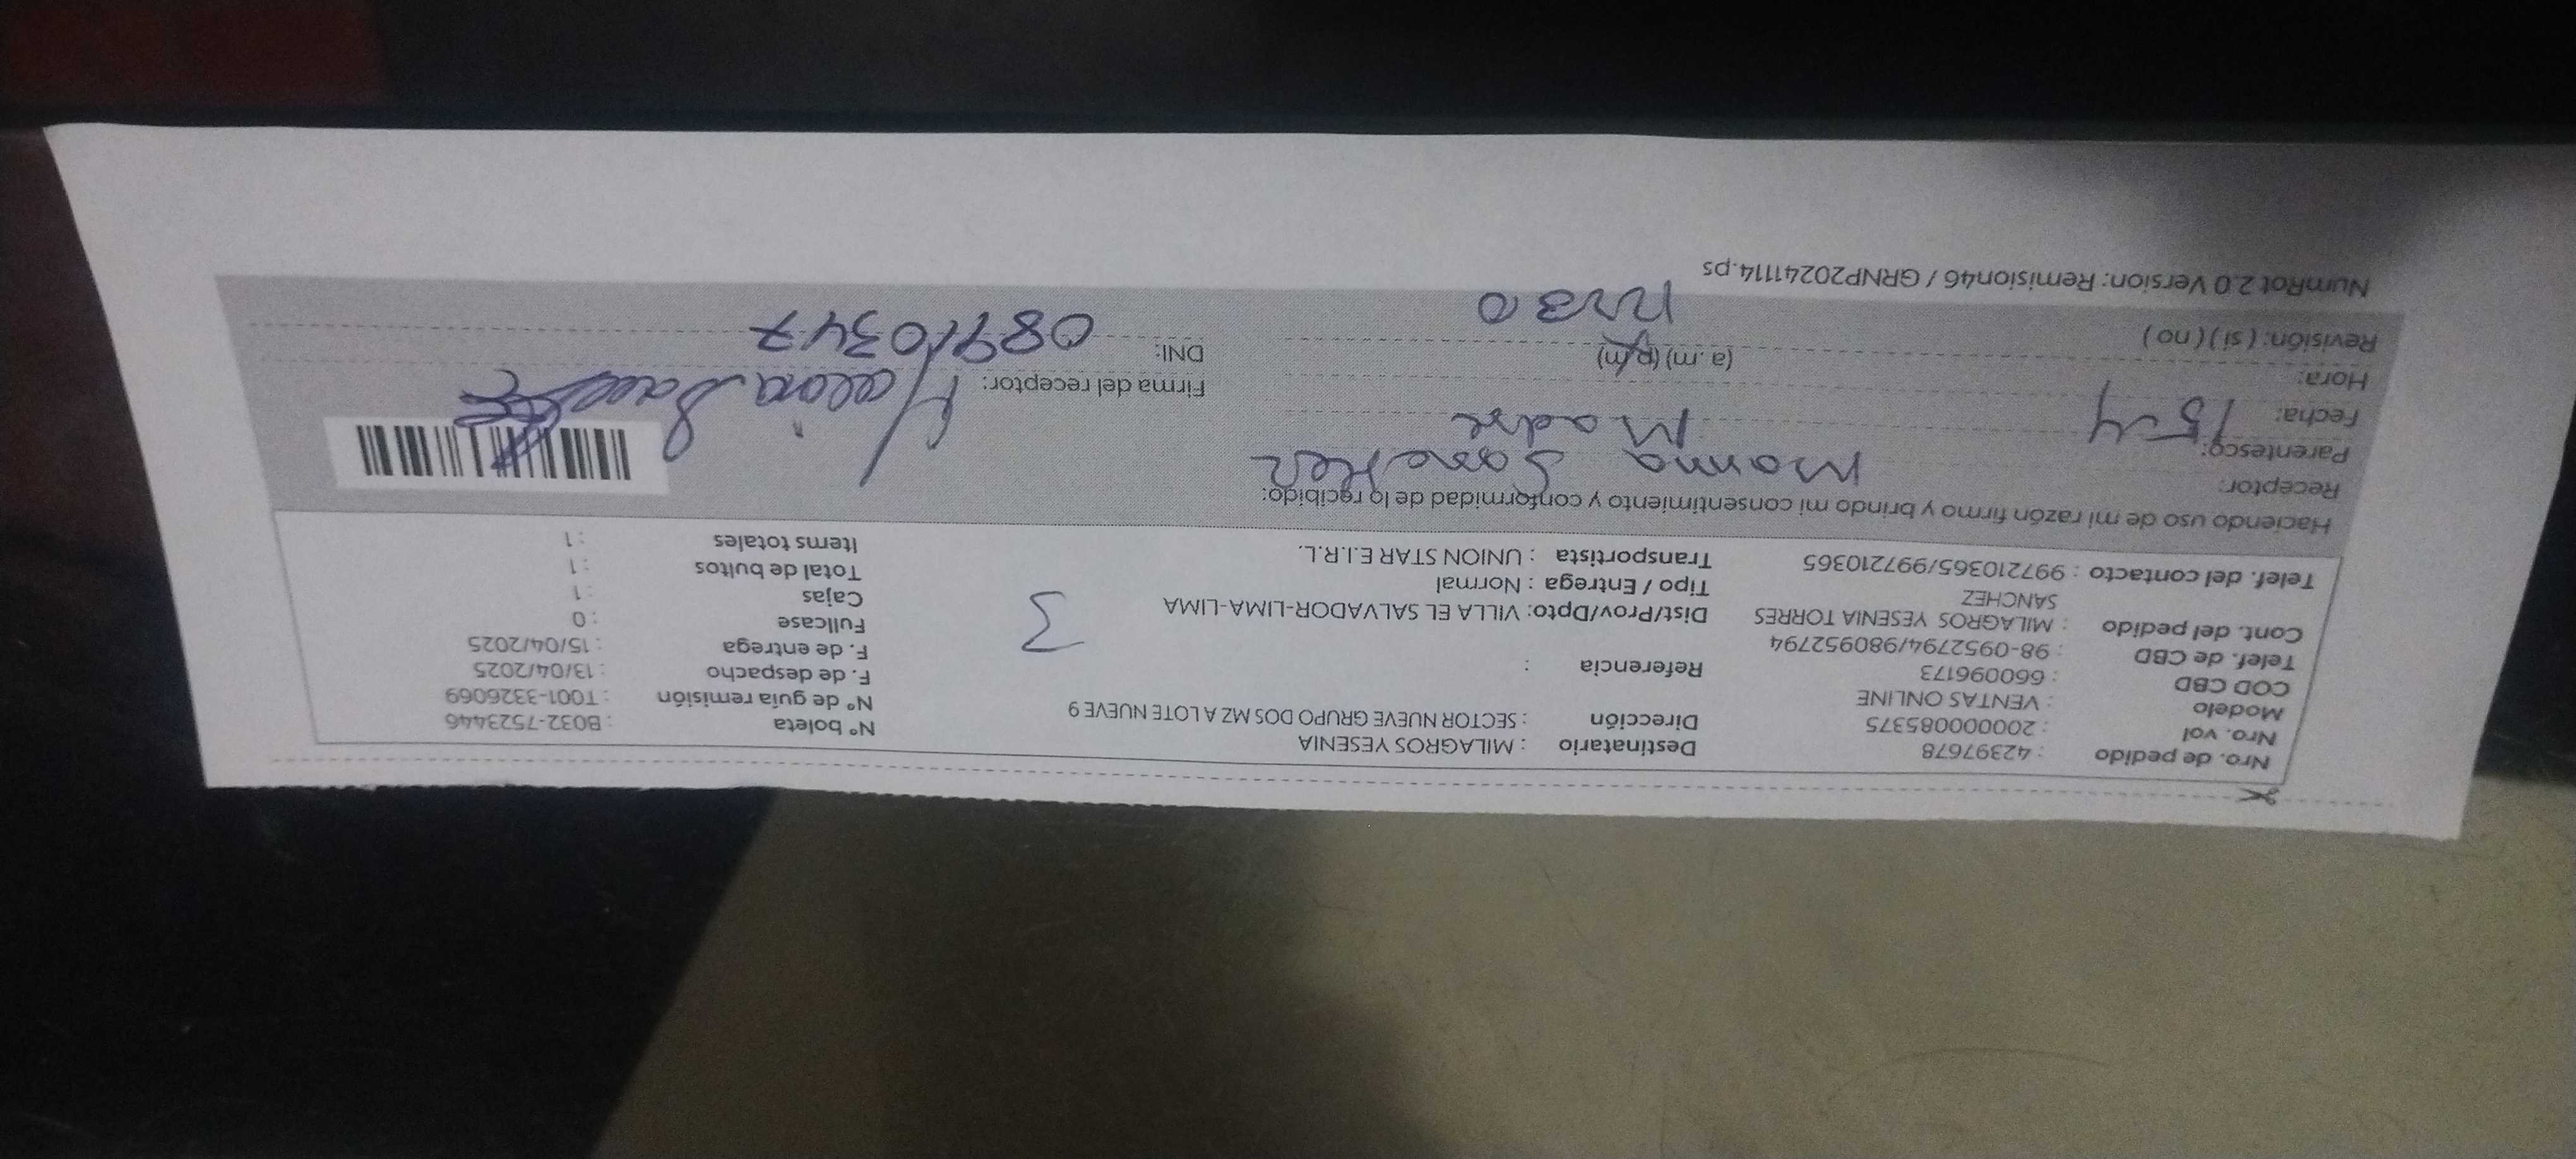 Nro. de pedido : 42397678
Nro. vol : 20000008S375
Modelo : VENTAS ONLINE
COD CBD : 660096173
Telef. de CBD : 98-0952794/980952794
Cont. del pedido : MILAGROS YESENIA TORRES
SANCHEZ
Telef. del contacto : 997210365/997210365
Destinatario : MILAGROS YESENIA
Dirección : SECTOR NUEVE GRUPO DOS MZ A LOTE NUEVE 9
Referencia :
Dist/Prov/Dpto: VILLA EL SALVADOR-LIMA-LIMA
Tipo / Entrega : Normal
Transportista : UNION STAR E.I.R.L.
3
N° boleta : B032-7523446
N° de guía remisión : T001-3326069
F. de despacho : 13/04/2025
F. de entrega : 15/04/2025
Fullcase : 0
Cajas : 1
Total de bultos : 1
Items totales : 1
Haciendo uso de mi razón firmo y brindo mi consentimiento y conformidad de lo recibido:
Receptor:
Parentesco: Madre
Fecha: 15-4
Hora: (a.m) (p.m)
Revisión: ( si ) ( no )
Firma del receptor:
DNI: 08910347
NumRot 2.0 Version: Remision46 / GRNP20241114.ps